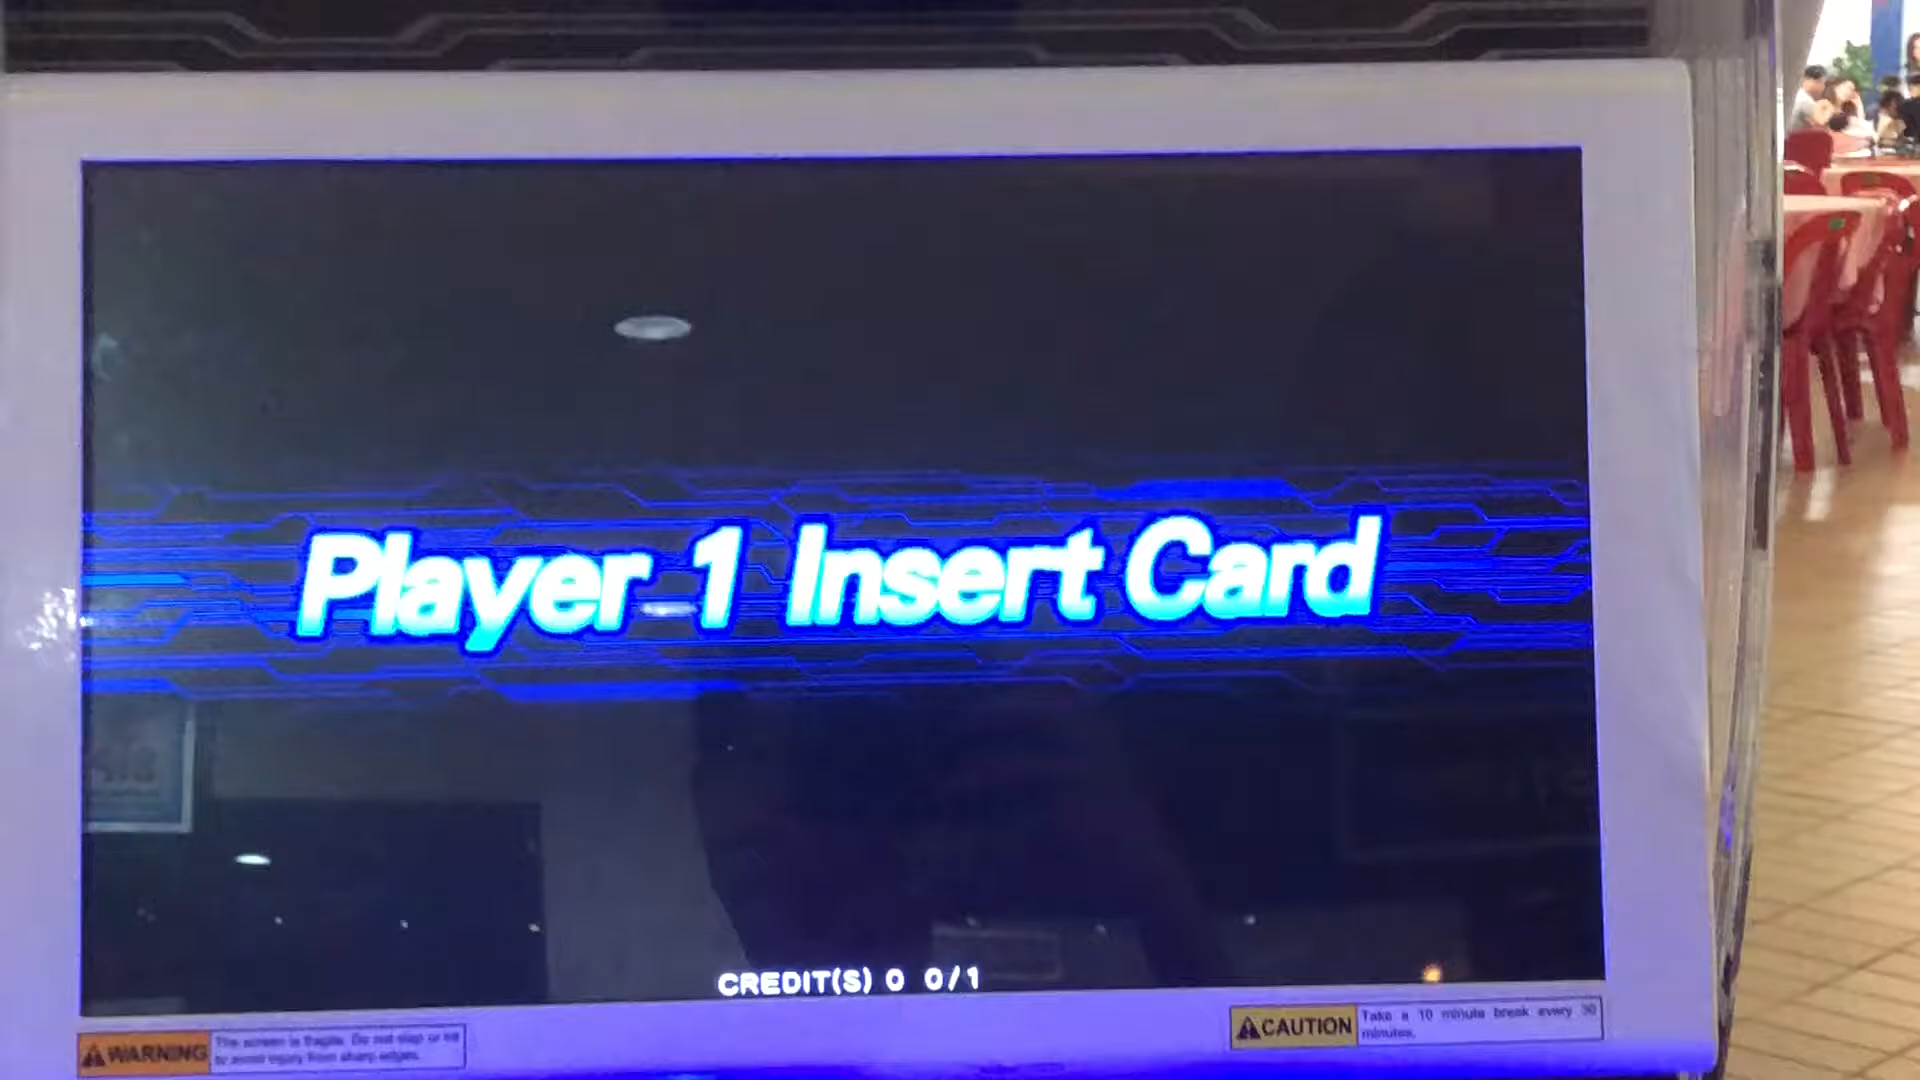 Player 1 Insert Card
CREDIT(S) 0 0/1
WARNING
The screen is fragile. Do not slap or hit
to avoid injury from sharp edges.
CAUTION
Take a 10 minute break every 30
minutes.